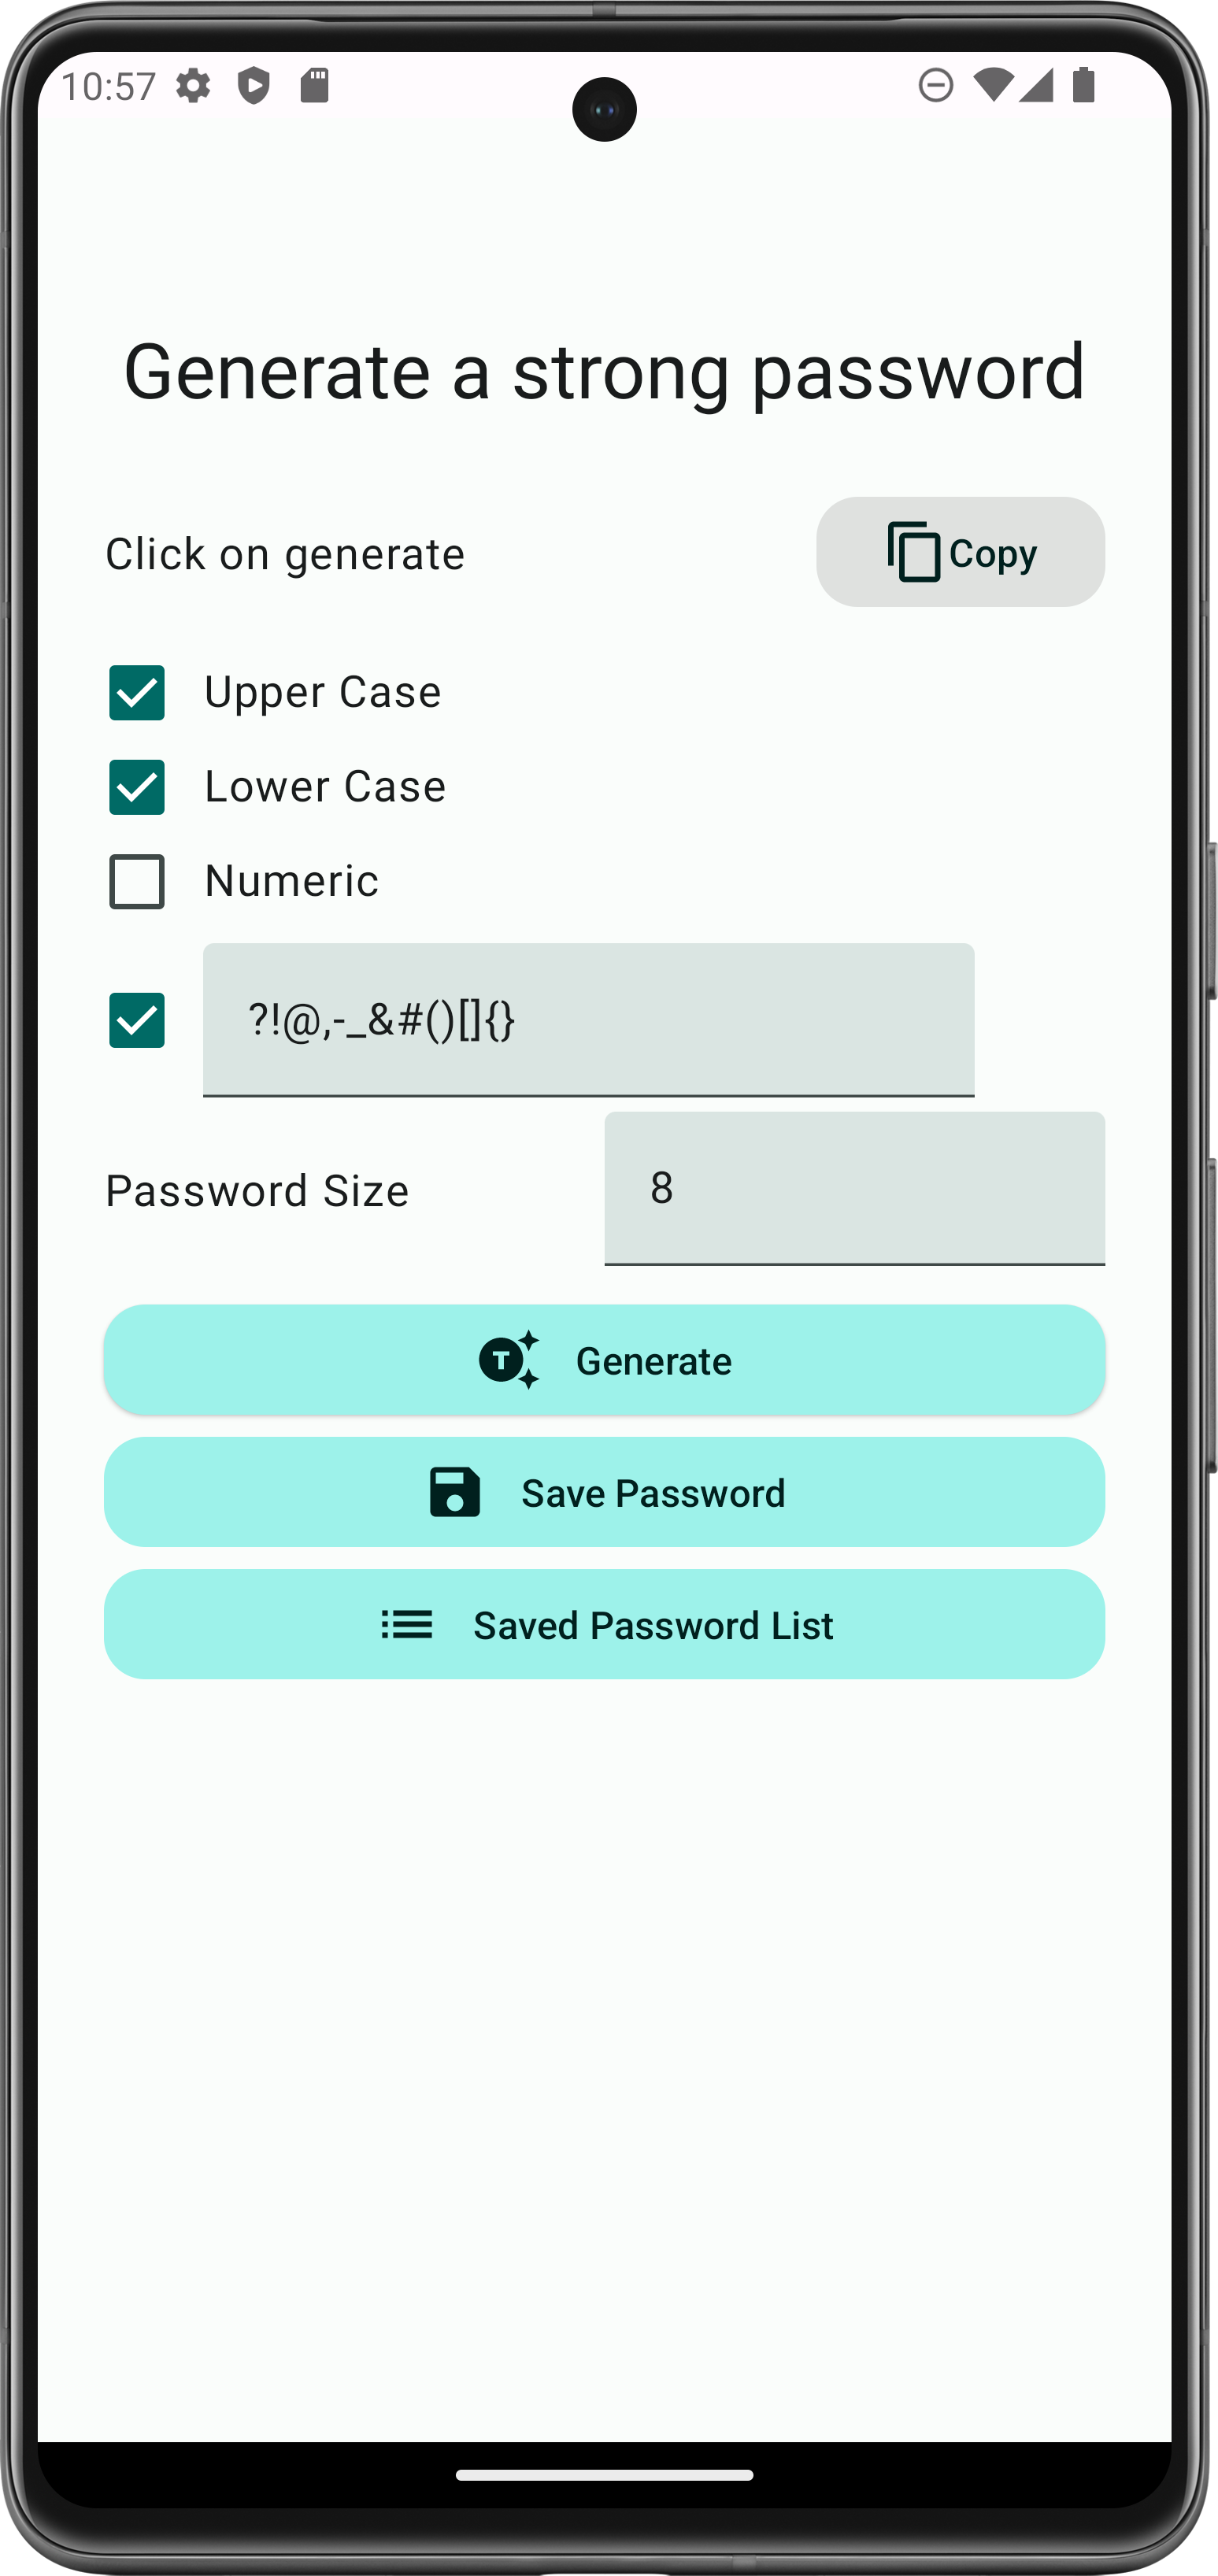 10:57
Generate a strong password
Click on generate
Copy
Upper Case
Lower Case
Numeric
?!@,-_&#()[]{}
Password Size
8
Generate
Save Password
Saved Password List